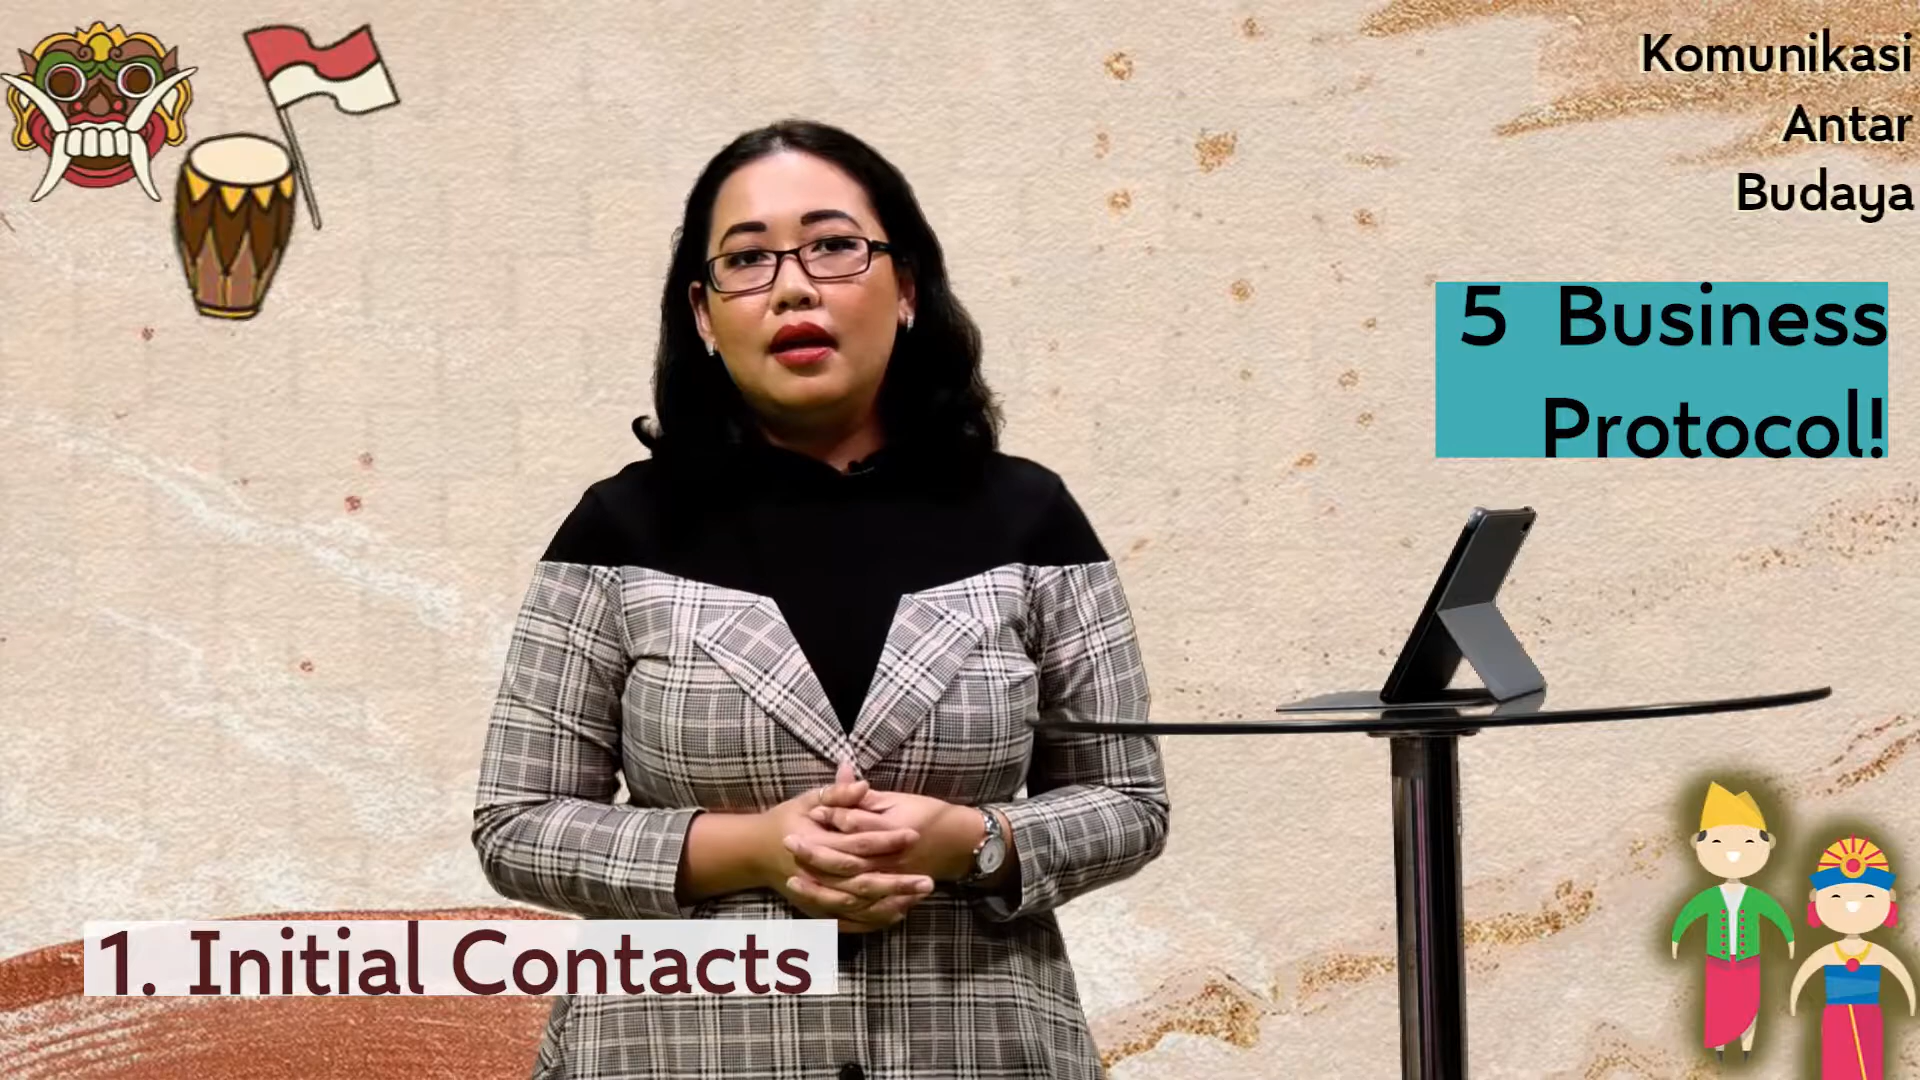 Komunikasi
Antar
Budaya
5 Business
Protocol!
1. Initial Contacts